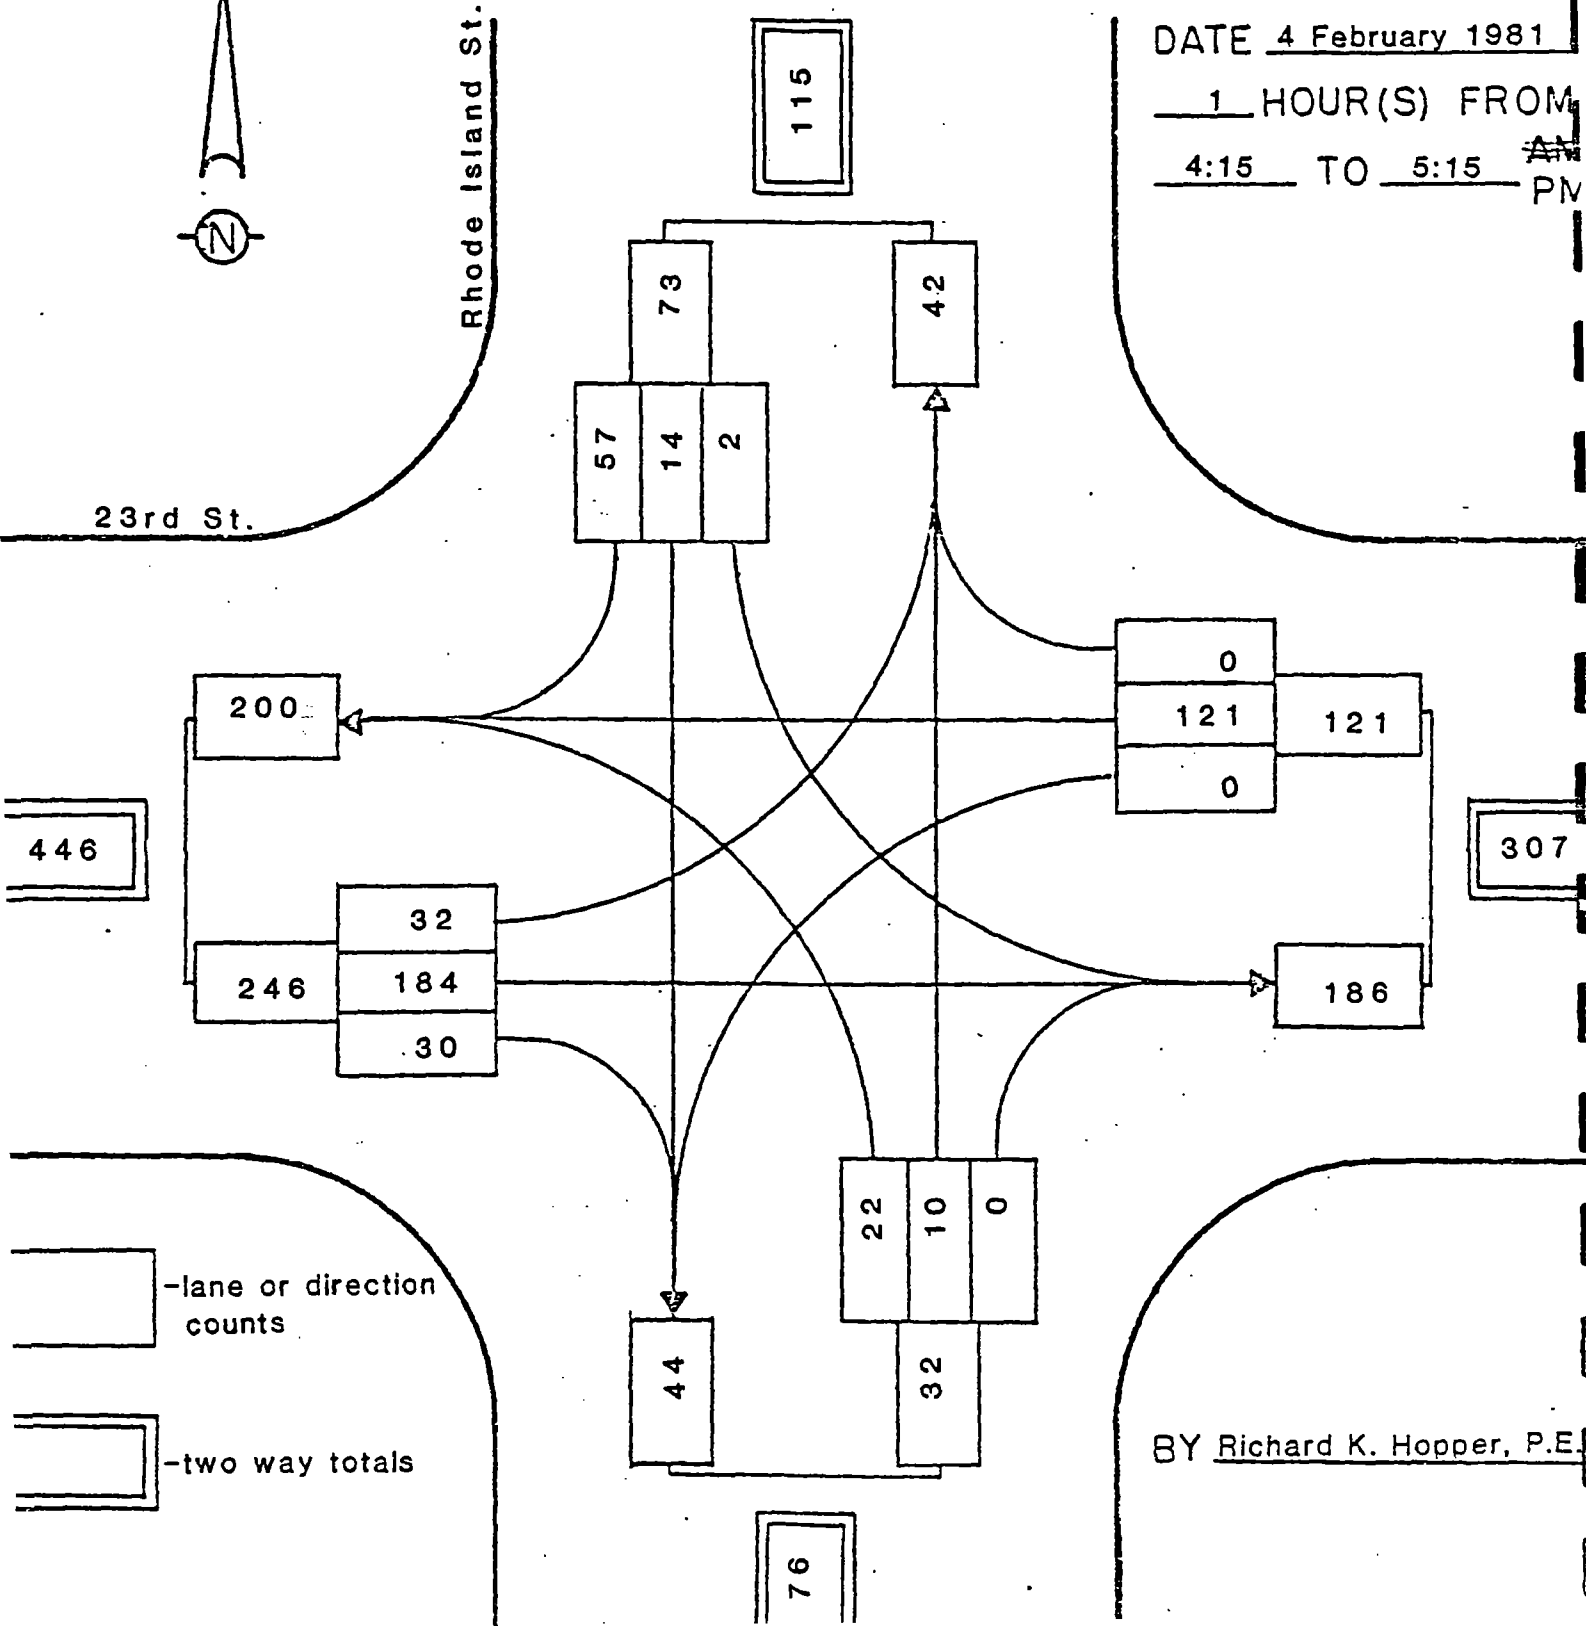 DATE 4 February 1981
1 HOUR(S) FROM
4:15 TO 5:15 AM
PM
N
Rhode Island St.
115
73
42
57 14 2
23rd St.
0
200
121 121
0
446
307
32
246 184
186
30
22 10 0
-lane or direction
counts
44
32
-two way totals
BY Richard K. Hopper, P.E.
76